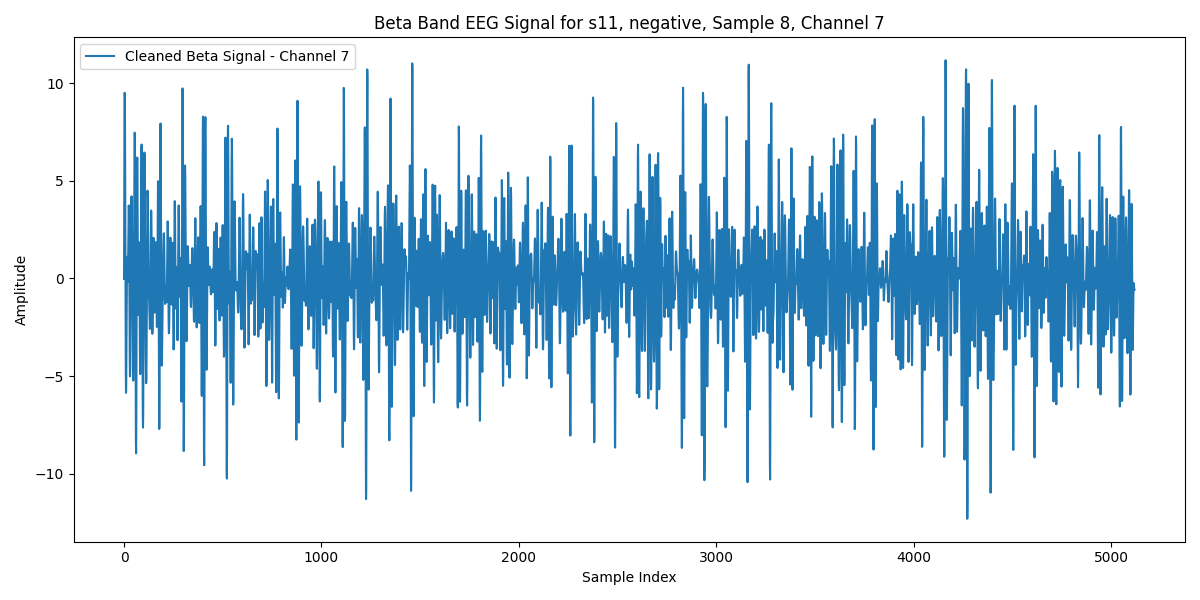 Beta Band EEG Signal for s11, negative, Sample 8, Channel 7
Cleaned Beta Signal - Channel 7
Amplitude
10
5
0
−5
−10
0 1000 2000 3000 4000 5000
Sample Index